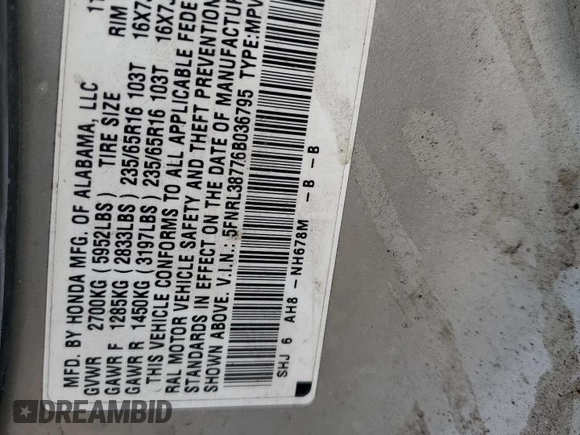 MFD. BY HONDA MFG. OF ALABAMA, LLC 11
GVWR 2700KG (5952LBS) TIRE SIZE RIM
GAWR F 1285KG (2833LBS) 235/65R16 103T 16X7
GAWR R 1450KG (3197LBS) 235/65R16 103T 16X7
THIS VEHICLE CONFORMS TO ALL APPLICABLE FEDE
RAL MOTOR VEHICLE SAFETY AND THEFT PREVENTION
STANDARDS IN EFFECT ON THE DATE OF MANUFACTUR
SHOWN ABOVE. V.I.N.: 5FNRL38776B036795 TYPE:MPV
SHJ 6 AH8 -NH678M -B -B
DREAMBID